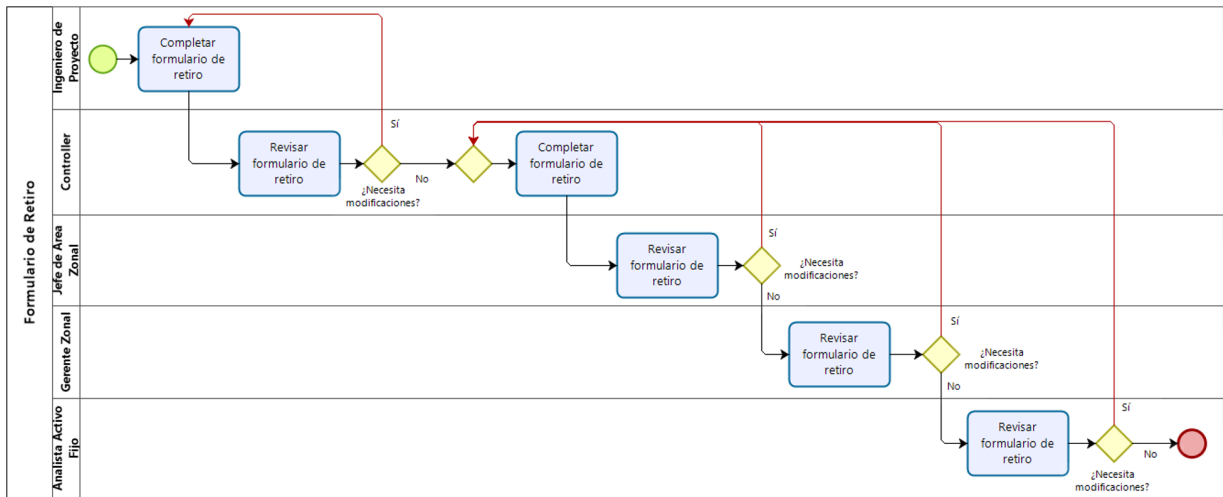 Formulario de Retiro
Ingeniero de
Proyecto
Completar
formulario de
retiro
Controller
Revisar
formulario de
retiro
Sí
¿Necesita
modificaciones?
No
Completar
formulario de
retiro
Jefe de Área
Zonal
Revisar
formulario de
retiro
Sí
¿Necesita
modificaciones?
No
Gerente Zonal
Revisar
formulario de
retiro
Sí
¿Necesita
modificaciones?
No
Analista Activo
Fijo
Revisar
formulario de
retiro
Sí
¿Necesita
modificaciones?
No